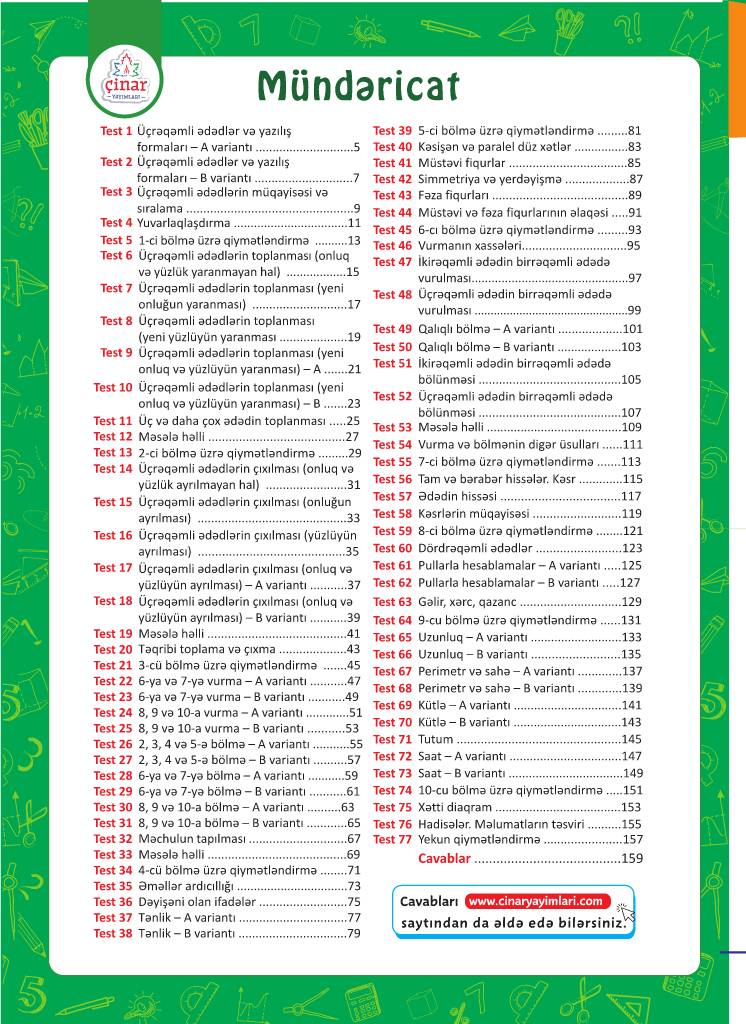 çinar
YAYIMLARI
Mündəricat
Test 1 Üçrəqəmli ədədlər və yazılış
formaları – A variantı ............................5
Test 2 Üçrəqəmli ədədlər və yazılış
formaları – B variantı ............................7
Test 3 Üçrəqəmli ədədlərin müqayisəsi və
sıralama .................................................9
Test 4 Yuvarlaqlaşdırma .................................11
Test 5 1-ci bölmə üzrə qiymətləndirmə .........13
Test 6 Üçrəqəmli ədədlərin toplanması (onluq
və yüzlük yaranmayan hal) .................15
Test 7 Üçrəqəmli ədədlərin toplanması (yeni
onluğun yaranması) ...........................17
Test 8 Üçrəqəmli ədədlərin toplanması
(yeni yüzlüyün yaranması ....................19
Test 9 Üçrəqəmli ədədlərin toplanması (yeni
onluq və yüzlüyün yaranması) – A .......21
Test 10 Üçrəqəmli ədədlərin toplanması (yeni
onluq və yüzlüyün yaranması) – B .......23
Test 11 Üç və daha çox ədədin toplanması .....25
Test 12 Məsələ həlli ........................................27
Test 13 2-ci bölmə üzrə qiymətləndirmə .........29
Test 14 Üçrəqəmli ədədlərin çıxılması (onluq və
yüzlük ayrılmayan hal) ........................31
Test 15 Üçrəqəmli ədədlərin çıxılması (onluğun
ayrılması) ............................................33
Test 16 Üçrəqəmli ədədlərin çıxılması (yüzlüyün
ayrılması) ............................................35
Test 17 Üçrəqəmli ədədlərin çıxılması (onluq və
yüzlüyün ayrılması) – A variantı ...........37
Test 18 Üçrəqəmli ədədlərin çıxılması (onluq və
yüzlüyün ayrılması) – B variantı ...........39
Test 19 Məsələ həlli .........................................41
Test 20 Təqribi toplama və çıxma ....................43
Test 21 3-cü bölmə üzrə qiymətləndirmə .......45
Test 22 6-ya və 7-yə vurma – A variantı ...........47
Test 23 6-ya və 7-yə vurma – B variantı ..........49
Test 24 8, 9 və 10-a vurma – A variantı .............51
Test 25 8, 9 və 10-a vurma – B variantı ............53
Test 26 2, 3, 4 və 5-ə bölmə – A variantı ...........55
Test 27 2, 3, 4 və 5-ə bölmə – B variantı ..........57
Test 28 6-ya və 7-yə bölmə – A variantı ...........59
Test 29 6-ya və 7-yə bölmə – B variantı ...........61
Test 30 8, 9 və 10-a bölmə – A variantı ..........63
Test 31 8, 9 və 10-a bölmə – B variantı ............65
Test 32 Məchulun tapılması .............................67
Test 33 Məsələ həlli .........................................69
Test 34 4-cü bölmə üzrə qiymətləndirmə ........71
Test 35 Əməllər ardıcıllığı ................................73
Test 36 Dəyişəni olan ifadələr ..........................75
Test 37 Tənlik – A variantı ................................77
Test 38 Tənlik – B variantı ................................79
Test 39 5-ci bölmə üzrə qiymətləndirmə .........81
Test 40 Kəsişən və paralel düz xətlər ................83
Test 41 Müstəvi fiqurlar ...................................85
Test 42 Simmetriya və yerdəyişmə ...................87
Test 43 Fəza fiqurları ........................................89
Test 44 Müstəvi və fəza fiqurlarının əlaqəsi .....91
Test 45 6-cı bölmə üzrə qiymətləndirmə .........93
Test 46 Vurmanın xassələri...............................95
Test 47 İkirəqəmli ədədin birrəqəmli ədədə
vurulması..............................................97
Test 48 Üçrəqəmli ədədin birrəqəmli ədədə
vurulması .............................................99
Test 49 Qalıqlı bölmə – A variantı ...................101
Test 50 Qalıqlı bölmə – B variantı ...................103
Test 51 İkirəqəmli ədədin birrəqəmli ədədə
bölünməsi ..........................................105
Test 52 Üçrəqəmli ədədin birrəqəmli ədədə
bölünməsi ..........................................107
Test 53 Məsələ həlli .......................................109
Test 54 Vurma və bölmənin digər üsulları ......111
Test 55 7-ci bölmə üzrə qiymətləndirmə .......113
Test 56 Tam və bərabər hissələr. Kəsr .............115
Test 57 Ədədin hissəsi ....................................117
Test 58 Kəsrlərin müqayisəsi ..........................119
Test 59 8-ci bölmə üzrə qiymətləndirmə ........121
Test 60 Dördrəqəmli ədədlər .........................123
Test 61 Pullarla hesablamalar – A variantı .....125
Test 62 Pullarla hesablamalar – B variantı .....127
Test 63 Gəlir, xərc, qazanc ..............................129
Test 64 9-cu bölmə üzrə qiymətləndirmə ......131
Test 65 Uzunluq – A variantı ...........................133
Test 66 Uzunluq – B variantı ...........................135
Test 67 Perimetr və sahə – A variantı .............137
Test 68 Perimetr və sahə – B variantı .............139
Test 69 Kütlə – A variantı ................................141
Test 70 Kütlə – B variantı ................................143
Test 71 Tutum .................................................145
Test 72 Saat – A variantı .................................147
Test 73 Saat – B variantı .................................149
Test 74 10-cu bölmə üzrə qiymətləndirmə .....151
Test 75 Xətti diaqram .....................................153
Test 76 Hadisələr. Məlumatların təsviri ..........155
Test 77 Yekun qiymətləndirmə .......................157
Cavablar ..........................................159
Cavabları www.cinaryayimlari.com
saytından da əldə edə bilərsiniz.